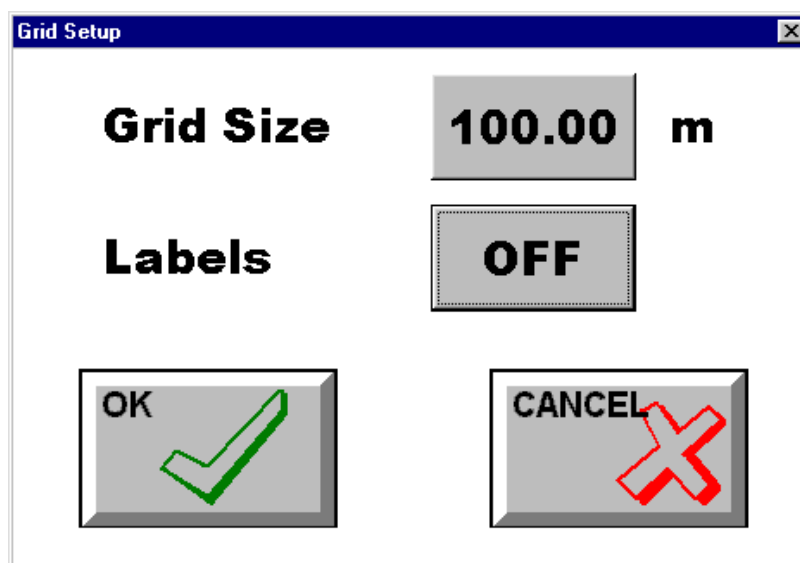 Grid Setup
Grid Size 100.00 m
Labels OFF
OK
CANCEL